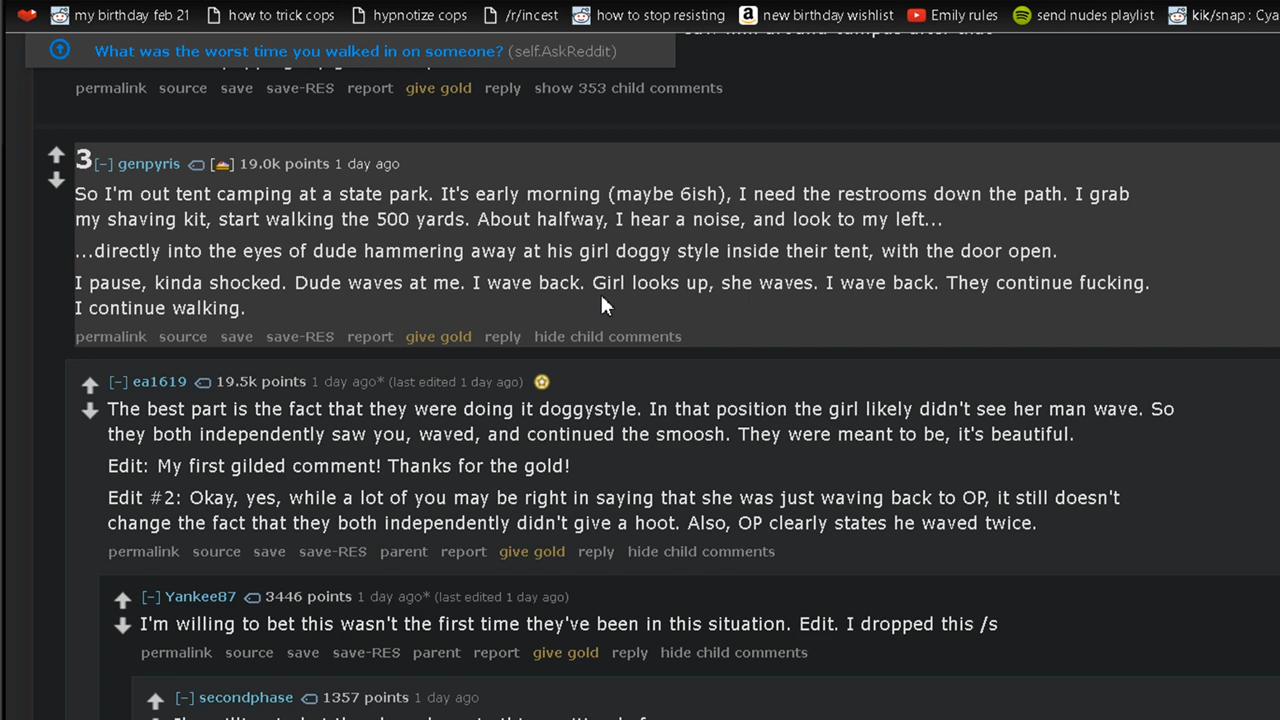 my birthday feb 21 how to trick cops hypnotize cops /r/incest how to stop resisting new birthday wishlist Emily rules send nudes playlist kik/snap : Cya
What was the worst time you walked in on someone? (self.AskReddit)
permalink source save save-RES report give gold reply show 353 child comments
3 [-] genpyris [ ] 19.0k points 1 day ago
So I'm out tent camping at a state park. It's early morning (maybe 6ish), I need the restrooms down the path. I grab
my shaving kit, start walking the 500 yards. About halfway, I hear a noise, and look to my left...
...directly into the eyes of dude hammering away at his girl doggy style inside their tent, with the door open.
I pause, kinda shocked. Dude waves at me. I wave back. Girl looks up, she waves. I wave back. They continue fucking.
I continue walking.
permalink source save save-RES report give gold reply hide child comments
[-] ea1619 19.5k points 1 day ago* (last edited 1 day ago)
The best part is the fact that they were doing it doggystyle. In that position the girl likely didn't see her man wave. So
they both independently saw you, waved, and continued the smoosh. They were meant to be, it's beautiful.
Edit: My first gilded comment! Thanks for the gold!
Edit #2: Okay, yes, while a lot of you may be right in saying that she was just waving back to OP, it still doesn't
change the fact that they both independently didn't give a hoot. Also, OP clearly states he waved twice.
permalink source save save-RES parent report give gold reply hide child comments
[-] Yankee87 3446 points 1 day ago* (last edited 1 day ago)
I'm willing to bet this wasn't the first time they've been in this situation. Edit. I dropped this /s
permalink source save save-RES parent report give gold reply hide child comments
[-] secondphase 1357 points 1 day ago